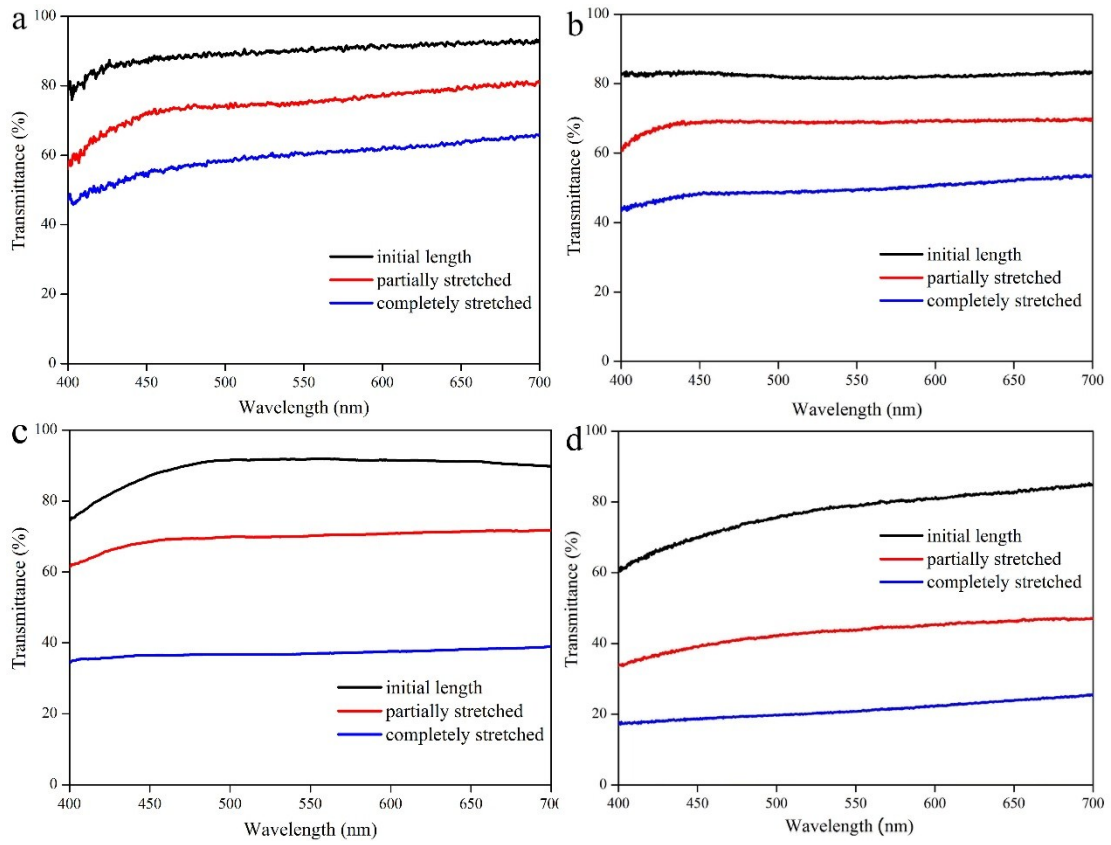 a
100
80
60
40
20
0
Transmittance (%)
initial length
partially stretched
completely stretched
400 450 500 550 600 650 700
Wavelength (nm)
b
100
80
60
40
20
0
Transmittance (%)
initial length
partially stretched
completely stretched
400 450 500 550 600 650 700
Wavelength (nm)
c
100
80
60
40
20
0
Transmittance (%)
initial length
partially stretched
completely stretched
400 450 500 550 600 650 700
Wavelength (nm)
d
100
80
60
40
20
0
Transmittance (%)
initial length
partially stretched
completely stretched
400 450 500 550 600 650 700
Wavelength (nm)